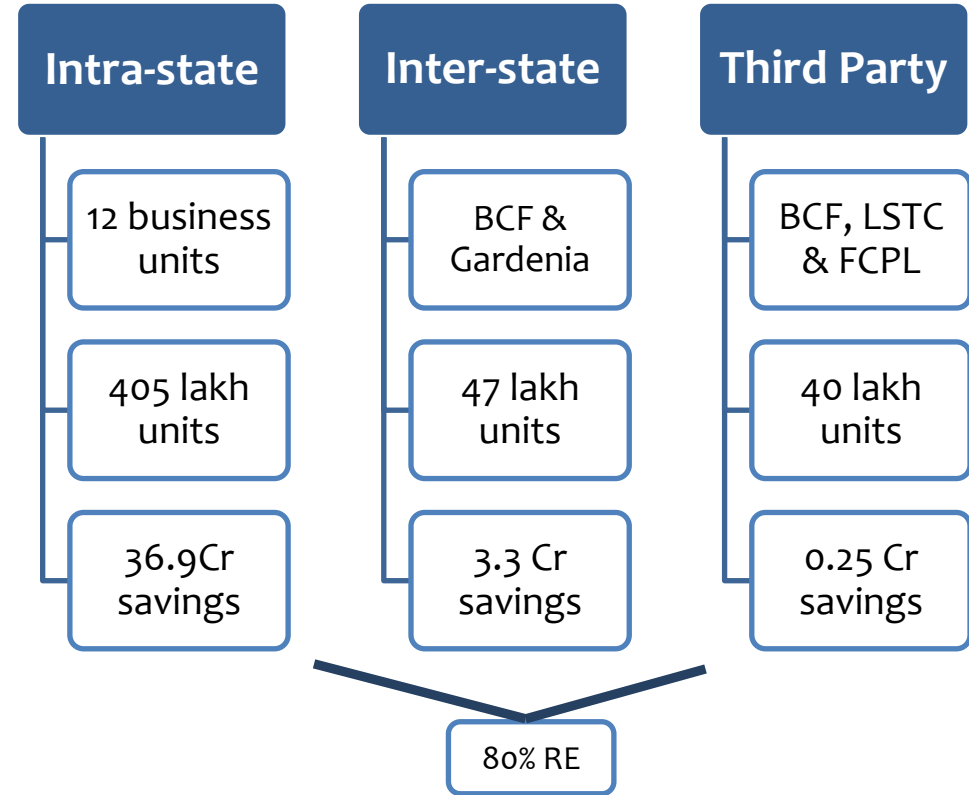 Intra-state
12 business
units
405 lakh
units
36.9Cr
savings
Inter-state
BCF &
Gardenia
47 lakh
units
3.3 Cr
savings
Third Party
BCF, LSTC
& FCPL
40 lakh
units
0.25 Cr
savings
80% RE